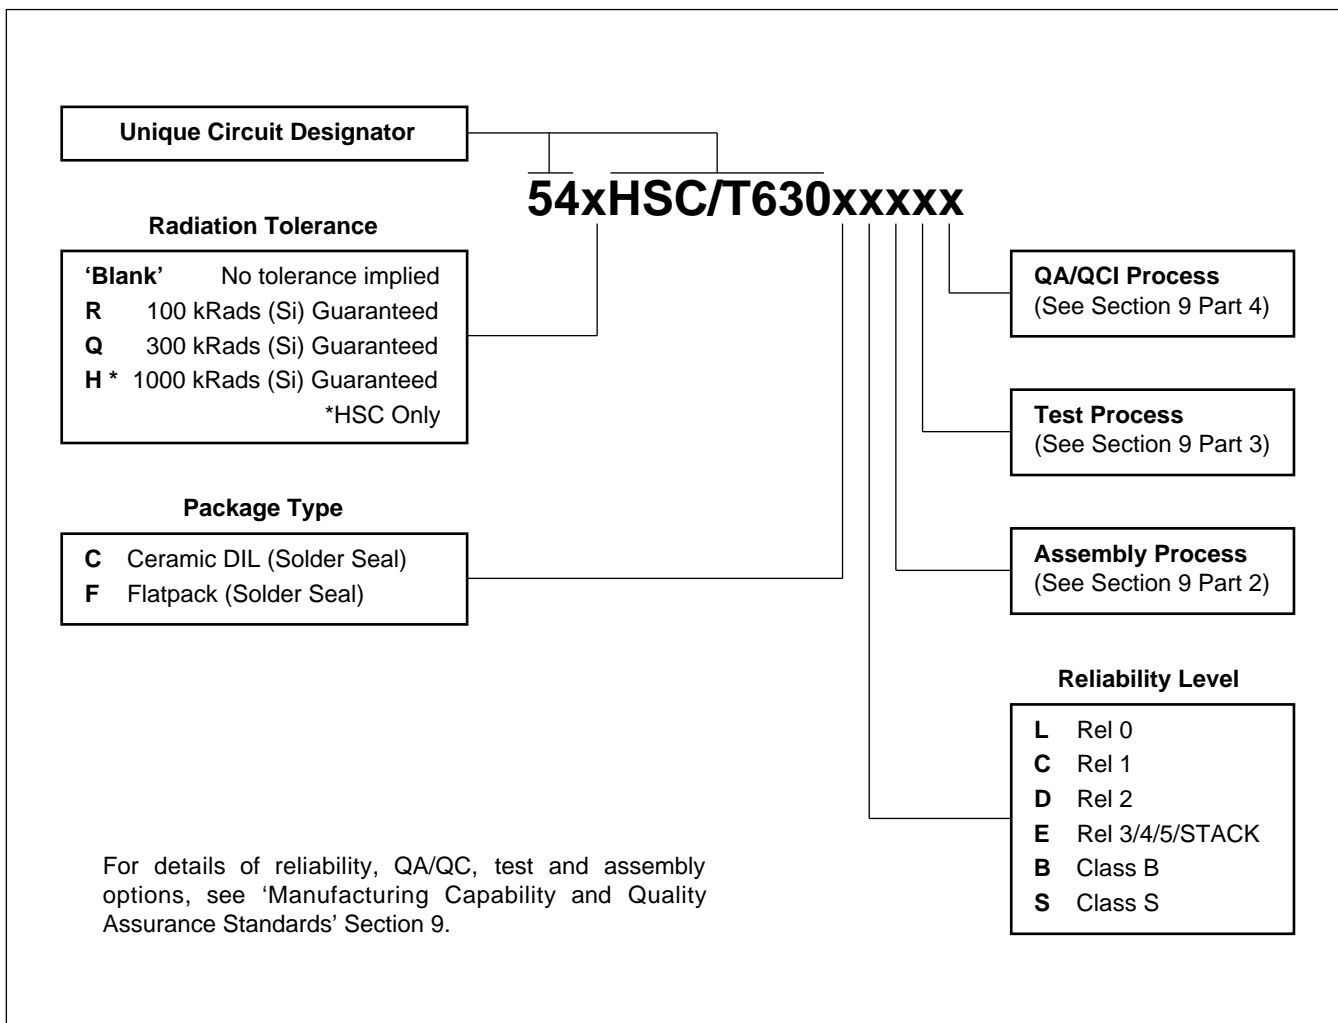 Unique Circuit Designator
54xHSC/T630xxxxx
Radiation Tolerance
‘Blank’ No tolerance implied
R 100 kRads (Si) Guaranteed
Q 300 kRads (Si) Guaranteed
H * 1000 kRads (Si) Guaranteed
*HSC Only
Package Type
C Ceramic DIL (Solder Seal)
F Flatpack (Solder Seal)
QA/QCI Process
(See Section 9 Part 4)
Test Process
(See Section 9 Part 3)
Assembly Process
(See Section 9 Part 2)
Reliability Level
L Rel 0
C Rel 1
D Rel 2
E Rel 3/4/5/STACK
B Class B
S Class S
For details of reliability, QA/QC, test and assembly
options, see ‘Manufacturing Capability and Quality
Assurance Standards’ Section 9.